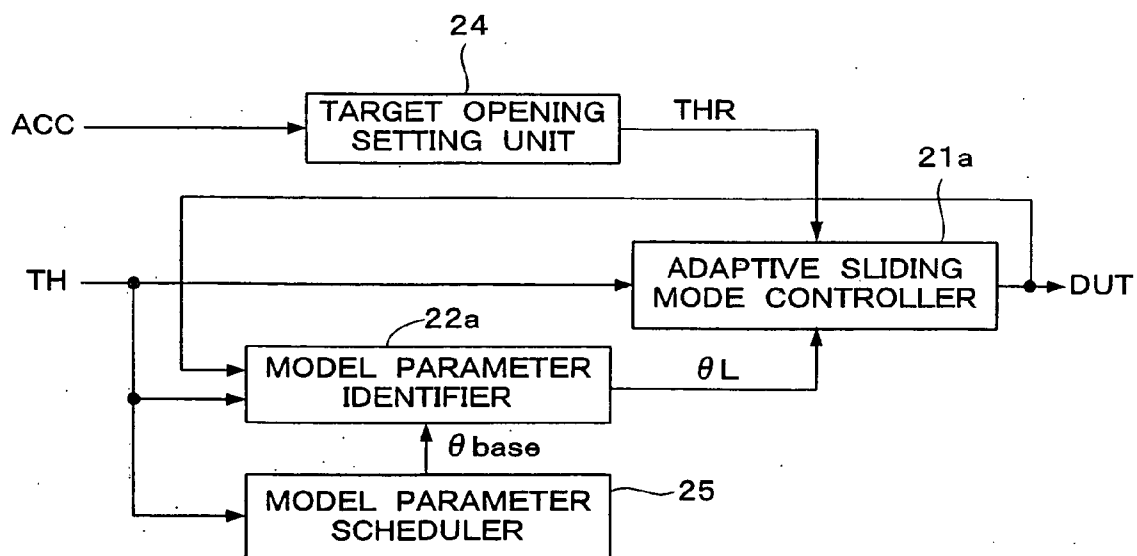 24
TARGET OPENING
SETTING UNIT
ACC
THR
21a
TH
ADAPTIVE SLIDING
MODE CONTROLLER
DUT
22a
MODEL PARAMETER
IDENTIFIER
θL
θbase
MODEL PARAMETER
SCHEDULER
25